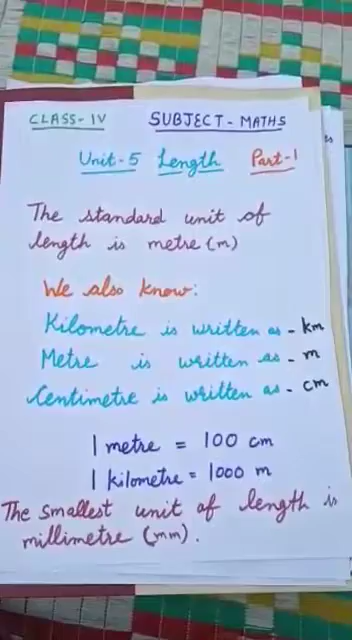 CLASS-IV SUBJECT-MATHS
Unit-5 Length Part-1
The standard unit of
length is metre (m)
We also know:
Kilometre is written as - km
Metre is written as - m
Centimetre is written as - cm
1 metre = 100 cm
1 kilometre = 1000 m
The smallest unit of length is
millimetre (mm).